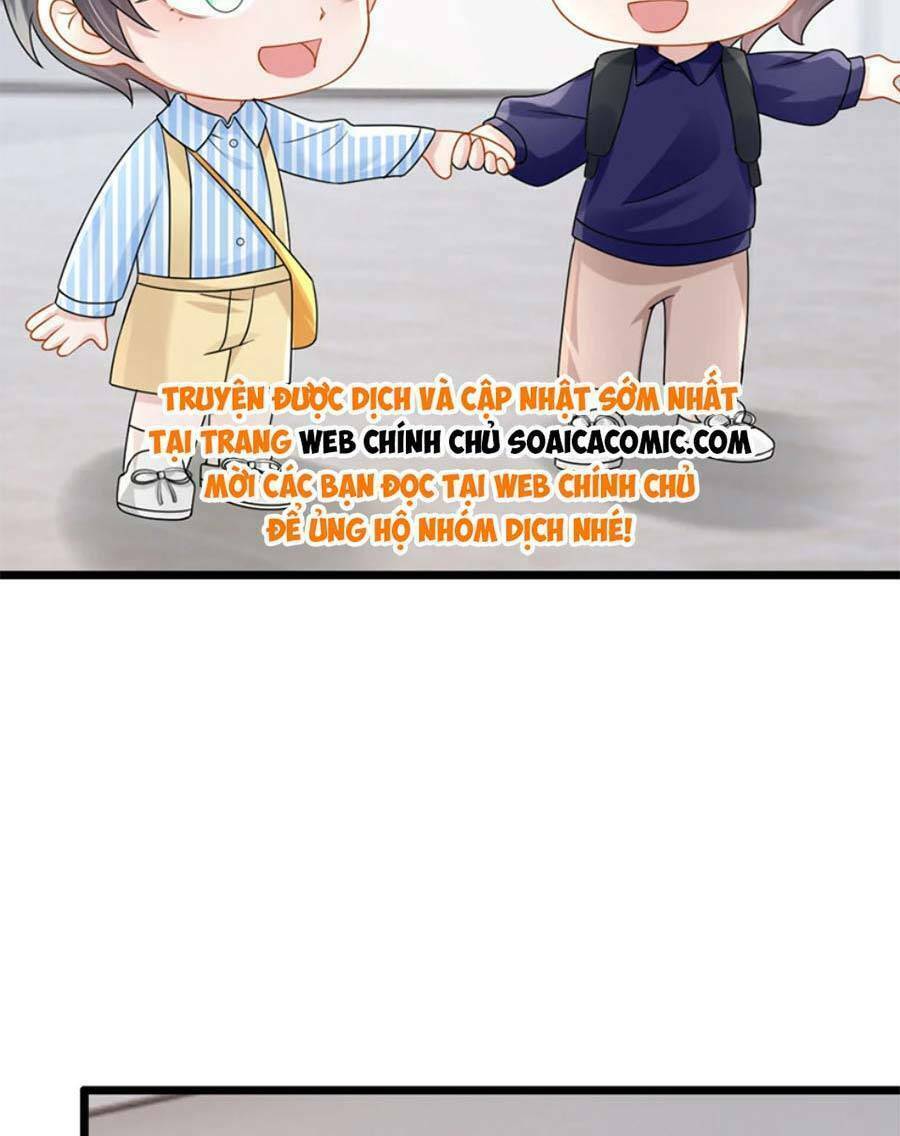 TRUYỆN ĐƯỢC DỊCH VÀ CẬP NHẬT SỚM NHẤT
TẠI TRANG WEB CHÍNH CHỦ SOAICACOMIC.COM
MỜI CÁC BẠN ĐỌC TẠI WEB CHÍNH CHỦ
ĐỂ ỦNG HỘ NHÓM DỊCH NHÉ!